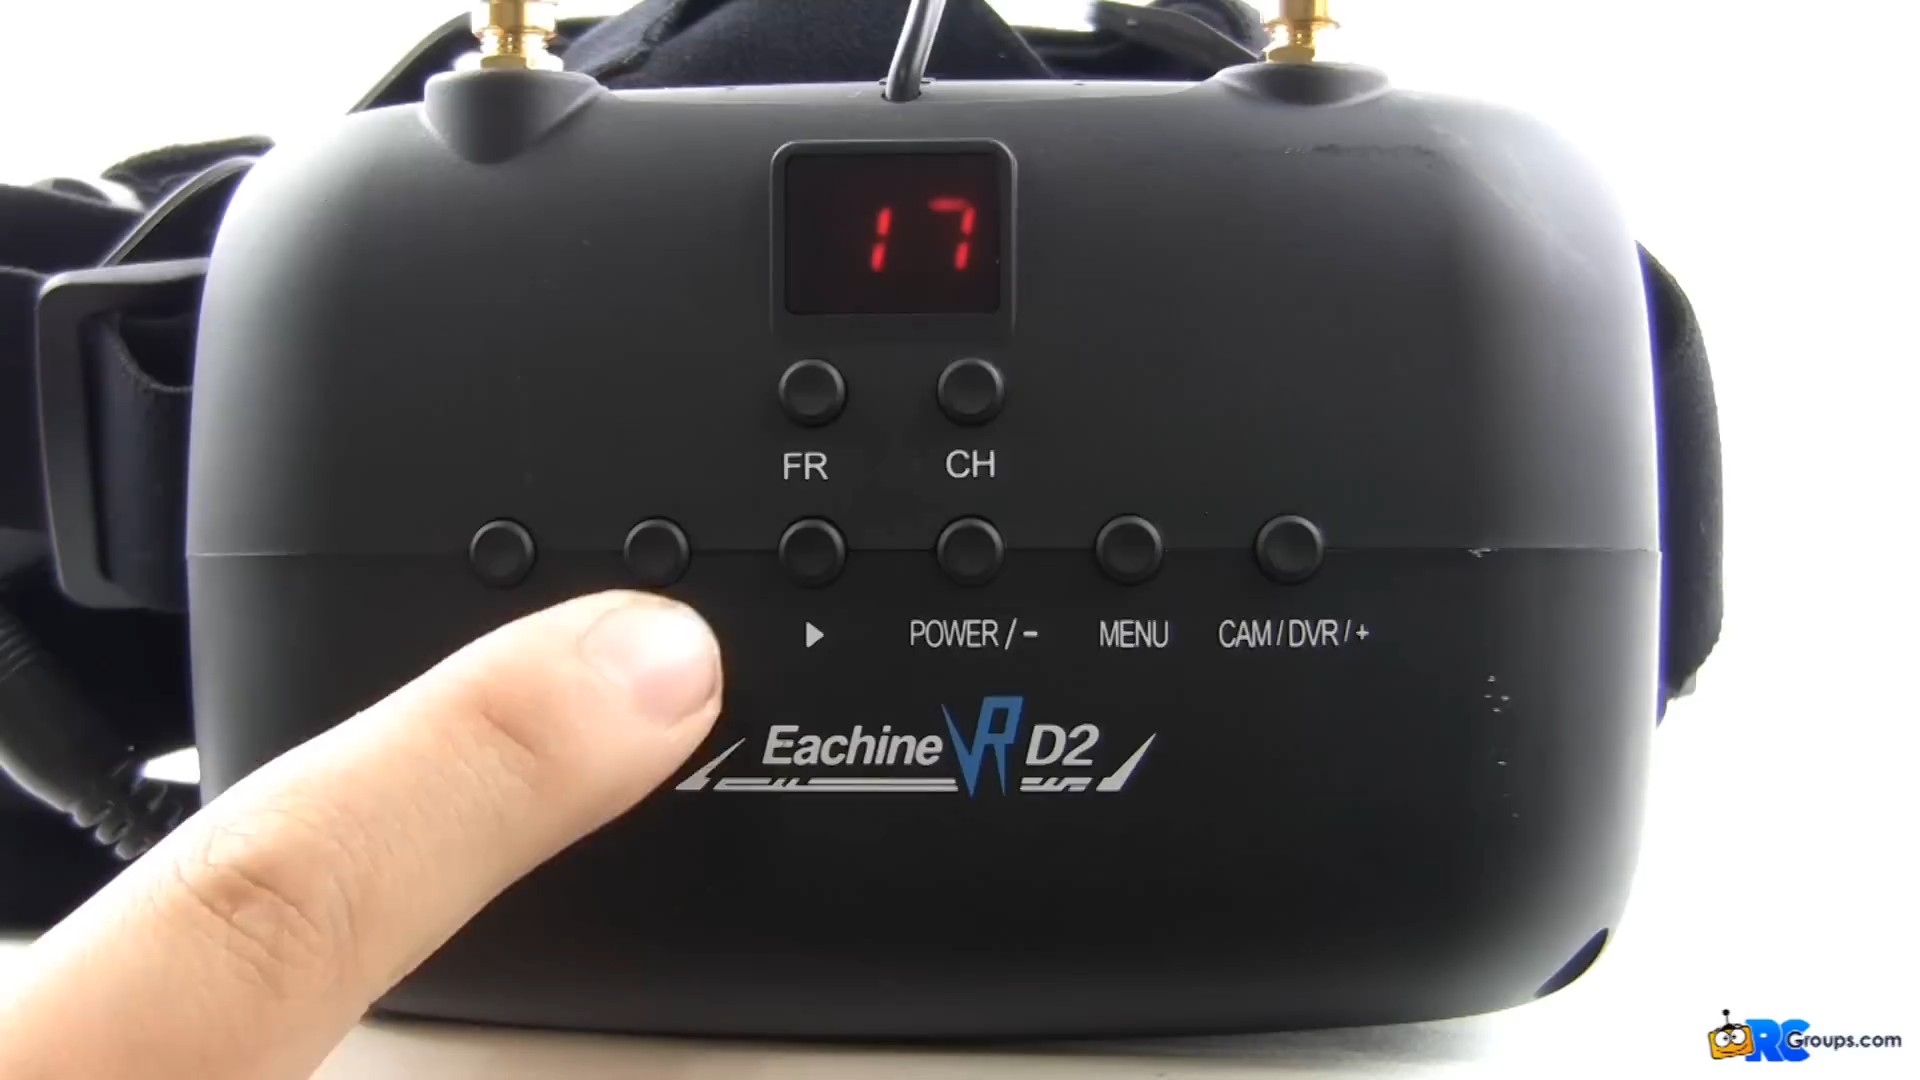 17
FR CH
▶ POWER / - MENU CAM / DVR / +
Eachine VR D2
RCGroups.com